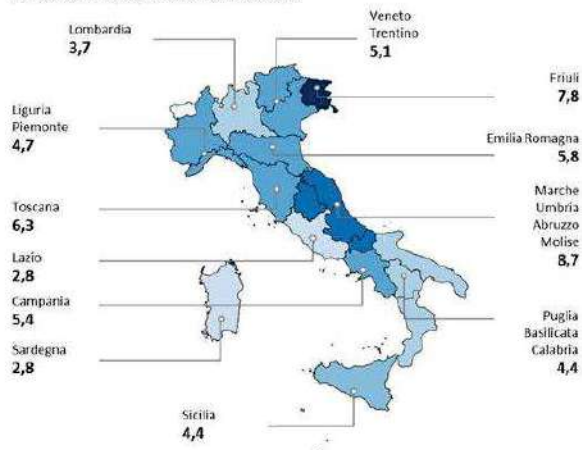 Lombardia
3,7
Veneto
Trentino
5,1
Friuli
7,8
Liguria
Piemonte
4,7
Emilia Romagna
5,8
Toscana
6,3
Marche
Umbria
Abruzzo
Molise
8,7
Lazio
2,8
Campania
5,4
Sardegna
2,8
Puglia
Basilicata
Calabria
4,4
Sicilia
4,4